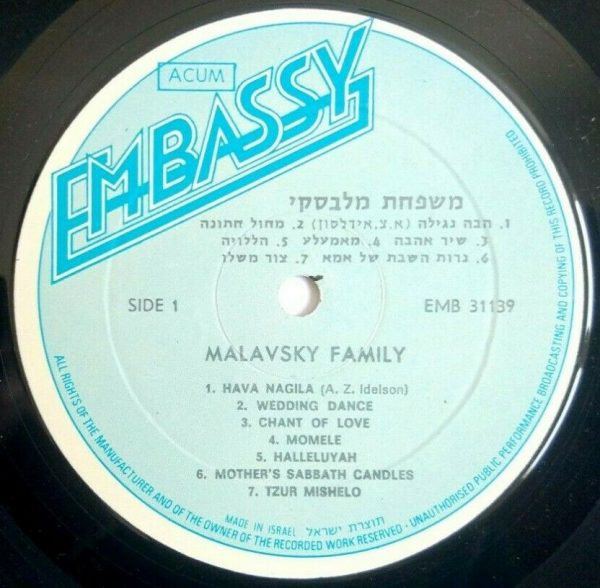 ACUM
EMBASSY
משפחת מלבסקי
1. הבה נגילה (א.צ. אידלסון) 2. מחול חתונה
3. שיר אהבה 4. מאמעלע 5. הללויה
6. נרות השבת של אמא 7. צור משלו
SIDE 1
EMB 31139
MALAVSKY FAMILY
1. HAVA NAGILA (A. Z. Idelson)
2. WEDDING DANCE
3. CHANT OF LOVE
4. MOMELE
5. HALLELUYAH
6. MOTHER'S SABBATH CANDLES
7. TZUR MISHELO
MADE IN ISRAEL תוצרת ישראל
ALL RIGHTS OF THE MANUFACTURER AND OF THE OWNER OF THE RECORDED WORK RESERVED · UNAUTHORISED PUBLIC PERFORMANCE BROADCASTING AND COPYING OF THIS RECORD PROHIBITED